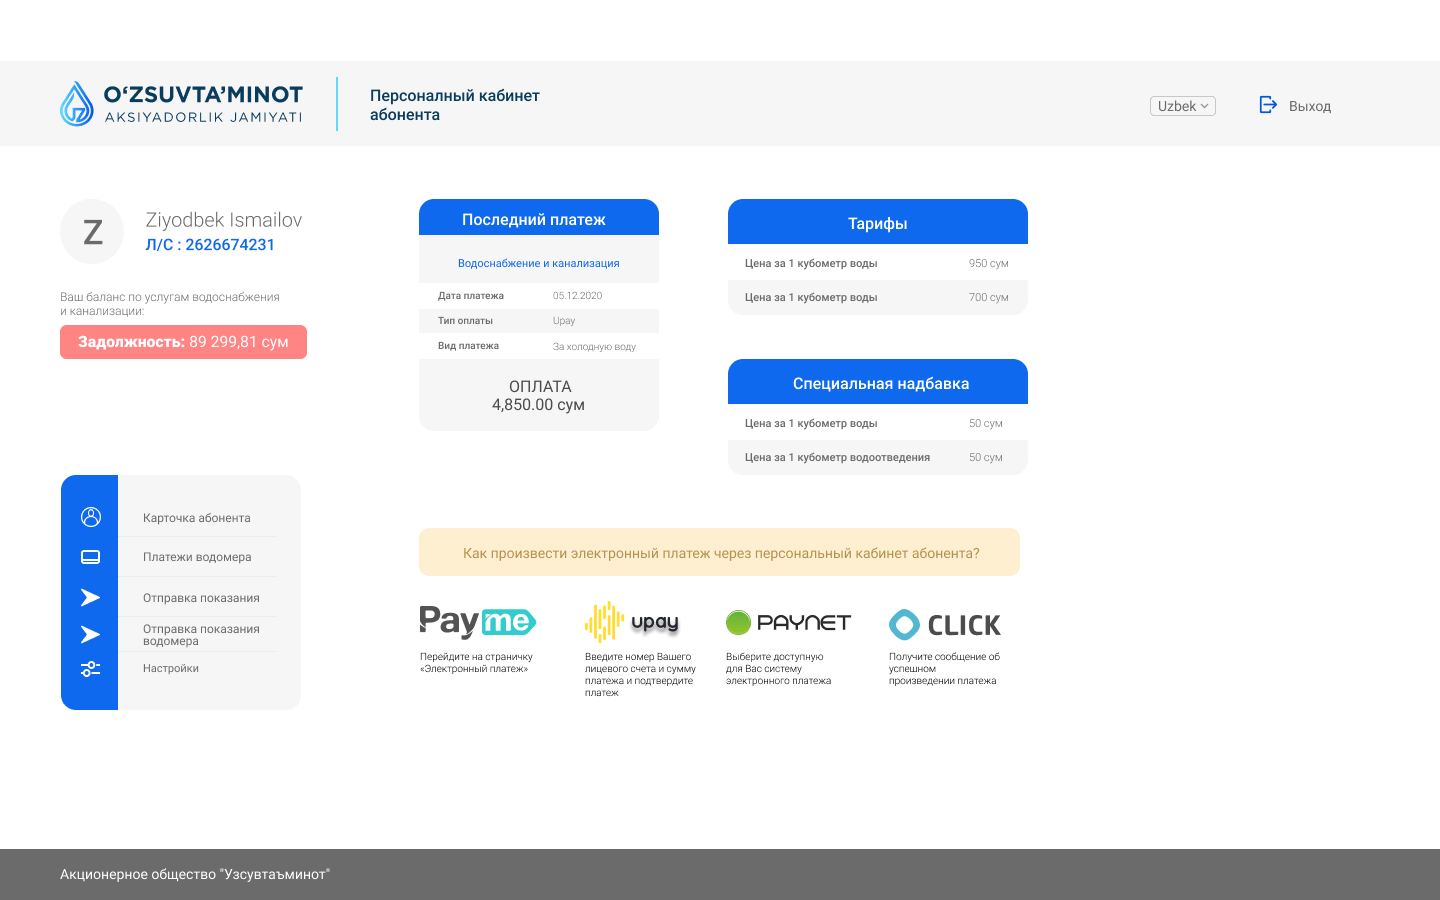 O‘ZSUVTA’MINOT
AKSIYADORLIK JAMIYATI
Персоналный кабинет
абонента
Uzbek
Выход
Z
Ziyodbek Ismailov
Л/С : 2626674231
Ваш баланс по услугам водоснабжения
и канализации:
Задолжность: 89 299,81 сум
Карточка абонента
Платежи водомера
Отправка показания
Отправка показания
водомера
Настройки
Последний платеж
Водоснабжение и канализация
Дата платежа 05.12.2020
Тип оплаты Upay
Вид платежа За холодную воду
ОПЛАТА
4,850.00 сум
Тарифы
Цена за 1 кубометр воды 950 сум
Цена за 1 кубометр воды 700 сум
Специальная надбавка
Цена за 1 кубометр воды 50 сум
Цена за 1 кубометр водоотведения 50 сум
Как произвести электронный платеж через персональный кабинет абонента?
Payme
Перейдите на страничку
«Электронный платеж»
upay
Введите номер Вашего
лицевого счета и сумму
платежа и подтвердите
платеж
PAYNET
Выберите доступную
для Вас систему
электронного платежа
CLICK
Получите сообщение об
успешном
произведении платежа
Акционерное общество "Узсувтаъминот"